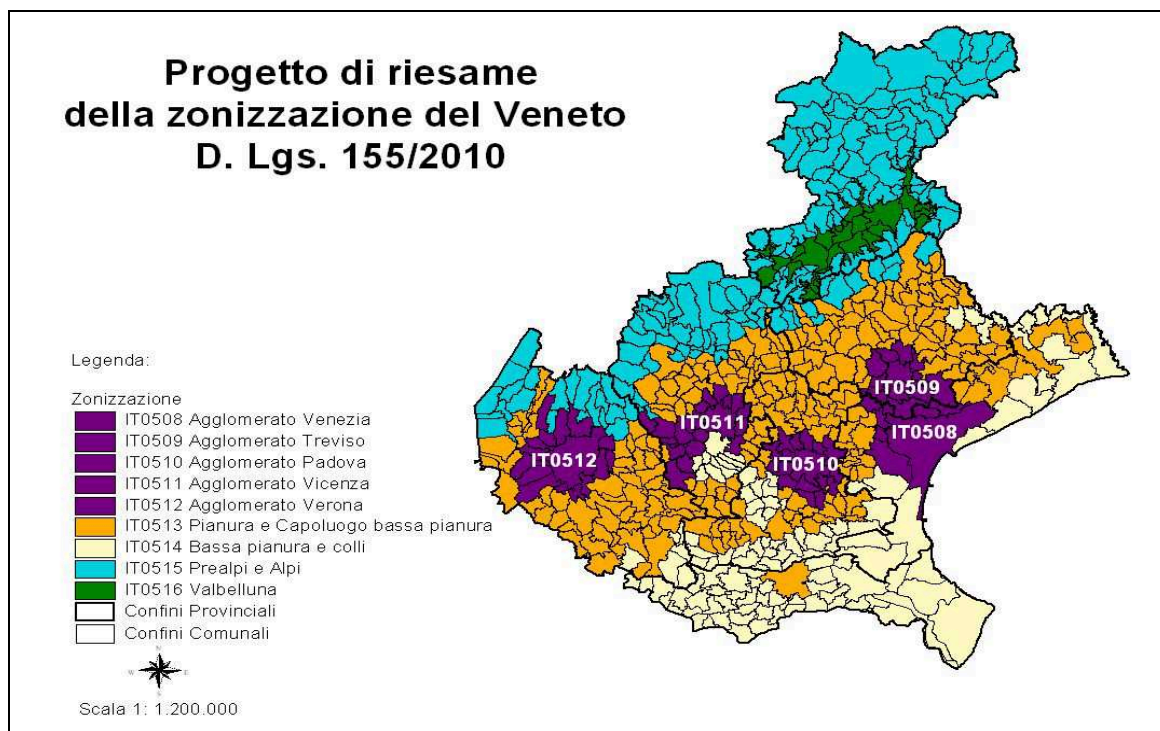 Progetto di riesame
della zonizzazione del Veneto
D. Lgs. 155/2010
Legenda:
Zonizzazione
IT0508 Agglomerato Venezia
IT0509 Agglomerato Treviso
IT0510 Agglomerato Padova
IT0511 Agglomerato Vicenza
IT0512 Agglomerato Verona
IT0513 Pianura e Capoluogo bassa pianura
IT0514 Bassa pianura e colli
IT0515 Prealpi e Alpi
IT0516 Valbelluna
Confini Provinciali
Confini Comunali
N
W E
S
Scala 1: 1.200.000
IT0509
IT0511
IT0508
IT0512
IT0510